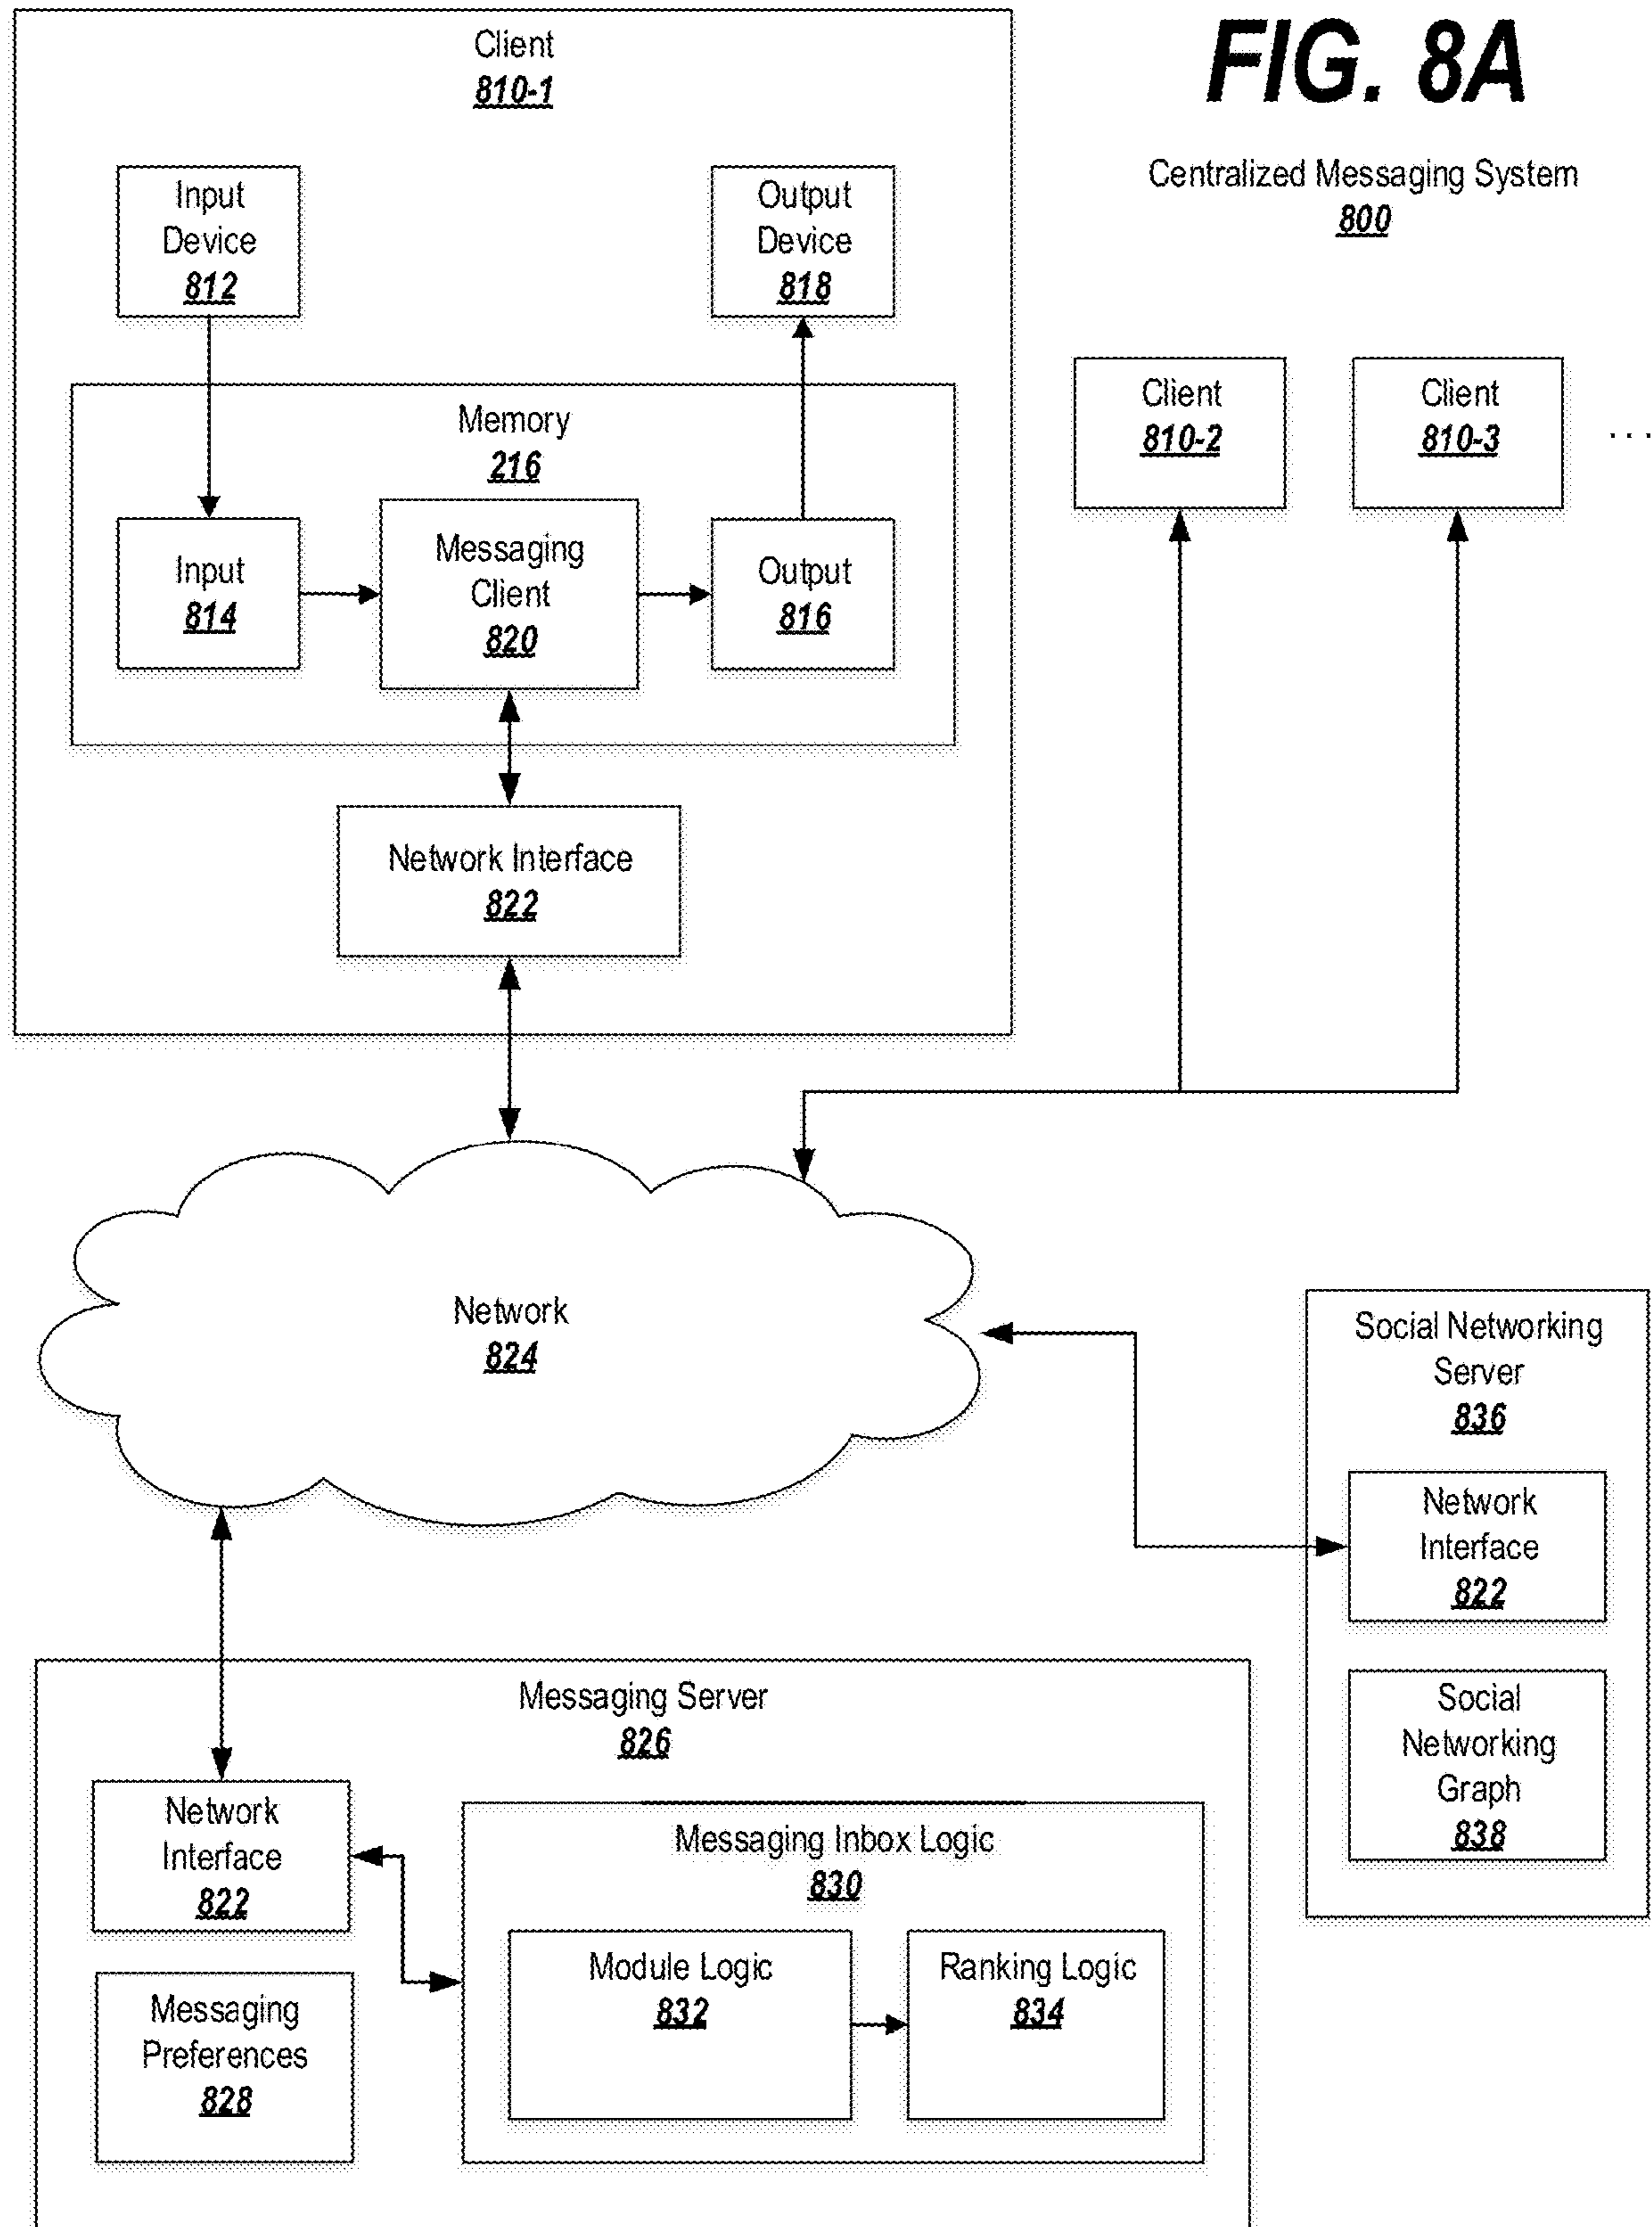 FIG. 8A
Centralized Messaging System
800
Client
810-1
Input
Device
812
Output
Device
818
Memory
216
Input
814
Messaging
Client
820
Output
816
Network Interface
822
Client
810-2
Client
810-3
...
Network
824
Social Networking
Server
836
Network
Interface
822
Social
Networking
Graph
838
Messaging Server
826
Network
Interface
822
Messaging
Preferences
828
Messaging Inbox Logic
830
Module Logic
832
Ranking Logic
834